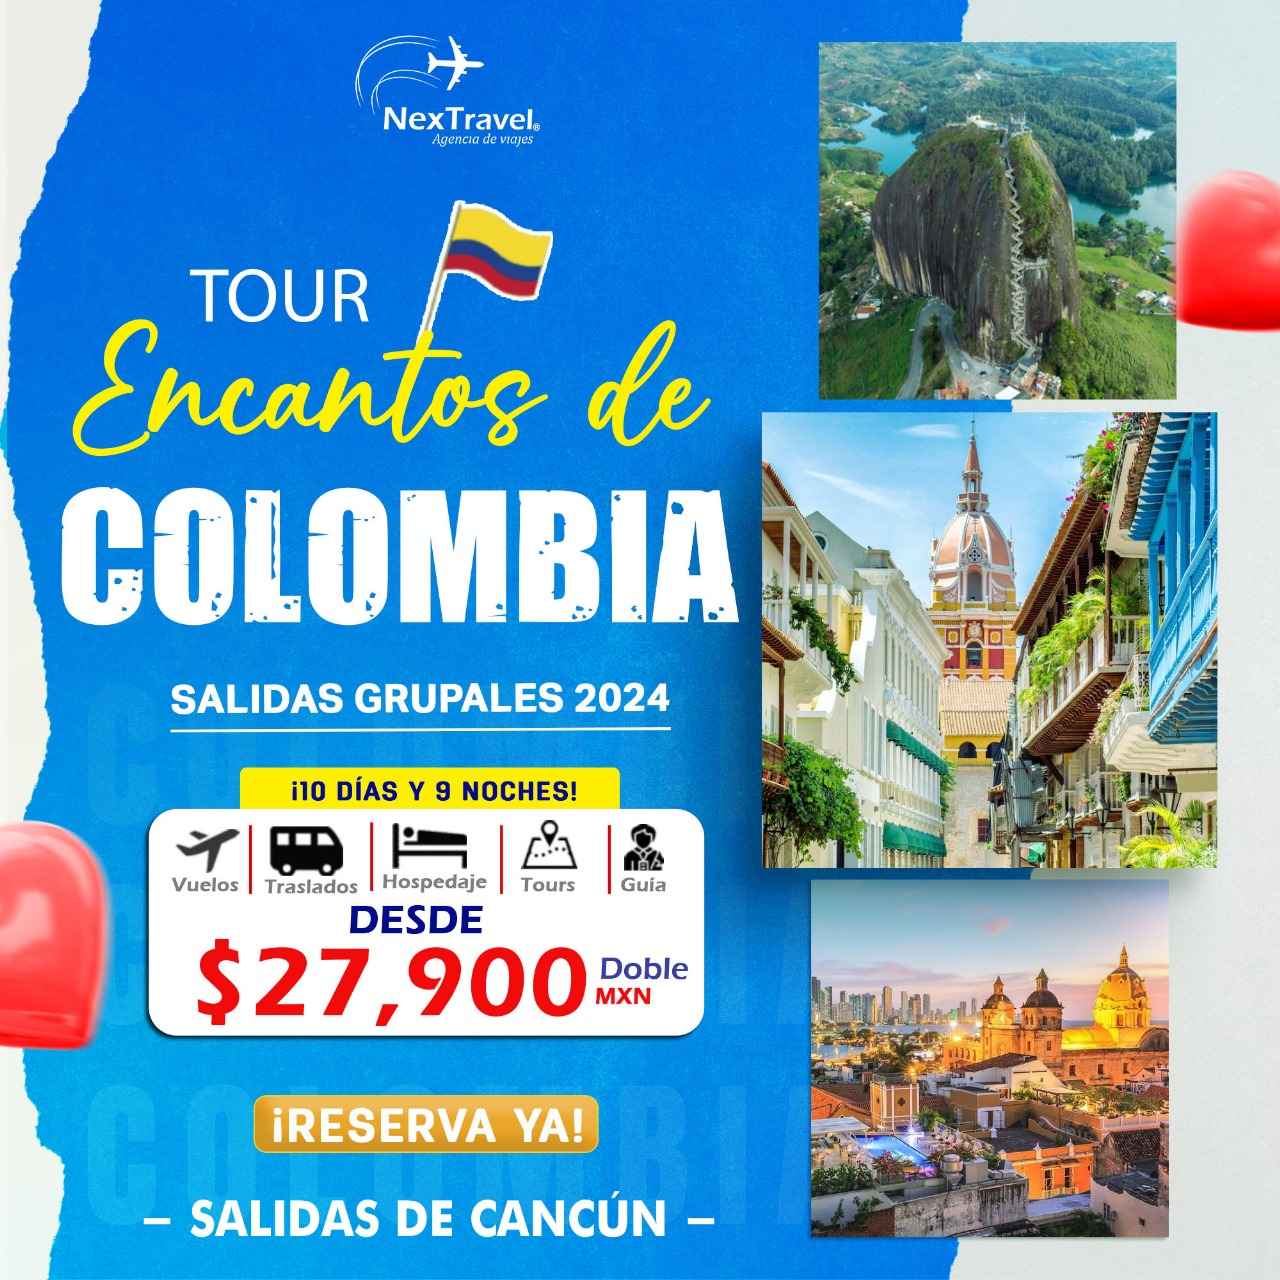 NexTravel®
Agencia de viajes
TOUR
Encantos de
COLOMBIA
SALIDAS GRUPALES 2024
¡10 DÍAS Y 9 NOCHES!
Vuelos Traslados Hospedaje Tours Guía
DESDE
$27,900 Doble
MXN
¡RESERVA YA!
– SALIDAS DE CANCÚN –
COLOMBIA